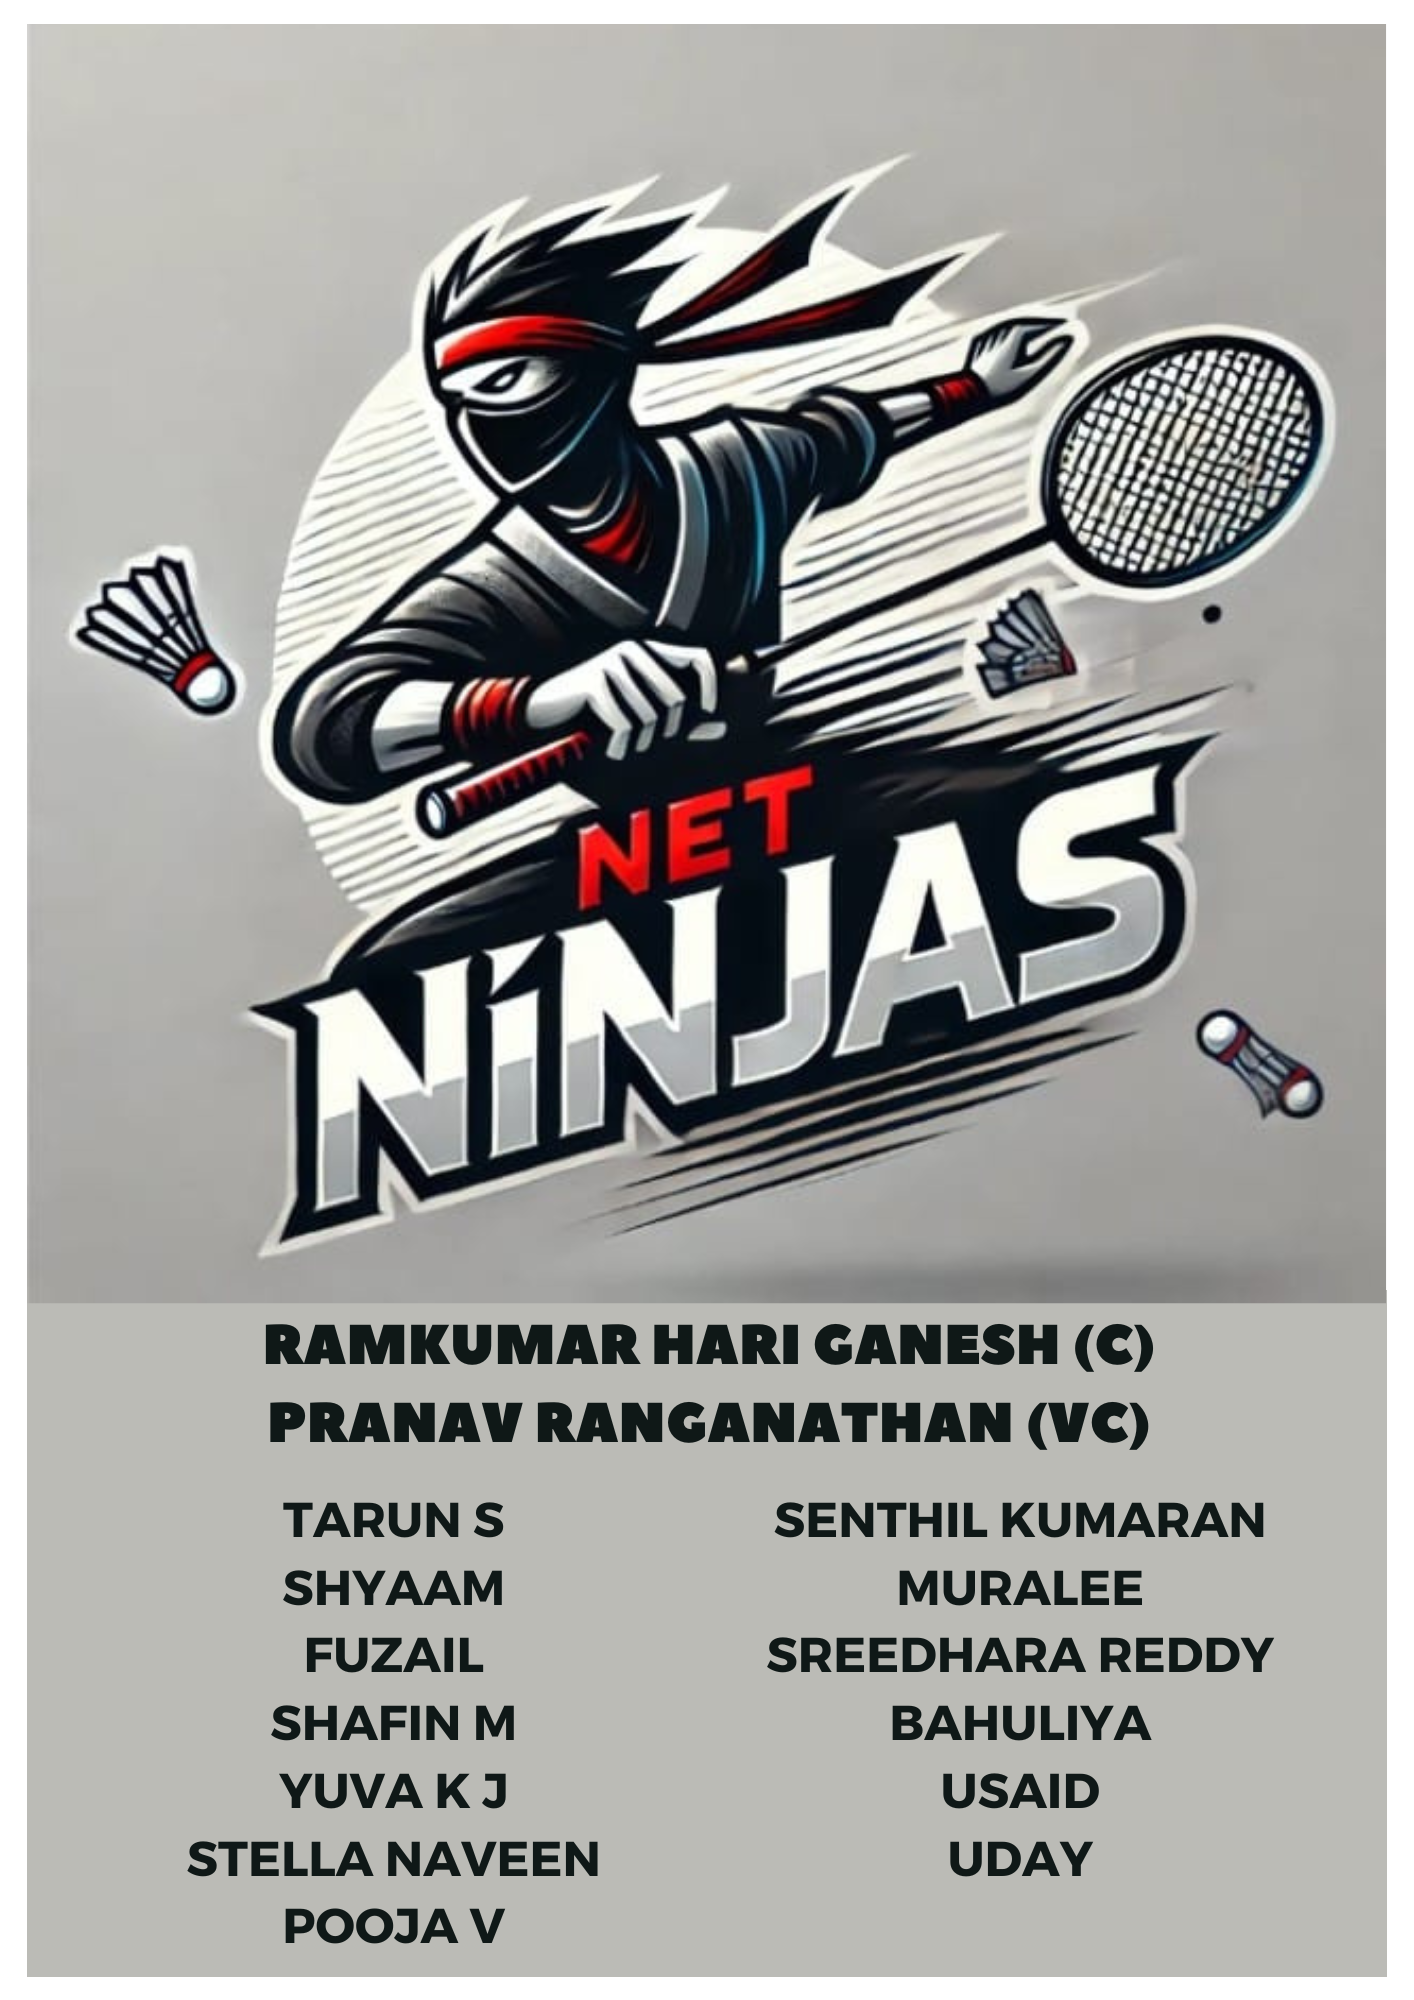 NET
NINJAS
RAMKUMAR HARI GANESH (C)
PRANAV RANGANATHAN (VC)
TARUN S
SHYAAM
FUZAIL
SHAFIN M
YUVA K J
STELLA NAVEEN
POOJA V
SENTHIL KUMARAN
MURALEE
SREEDHARA REDDY
BAHULIYA
USAID
UDAY